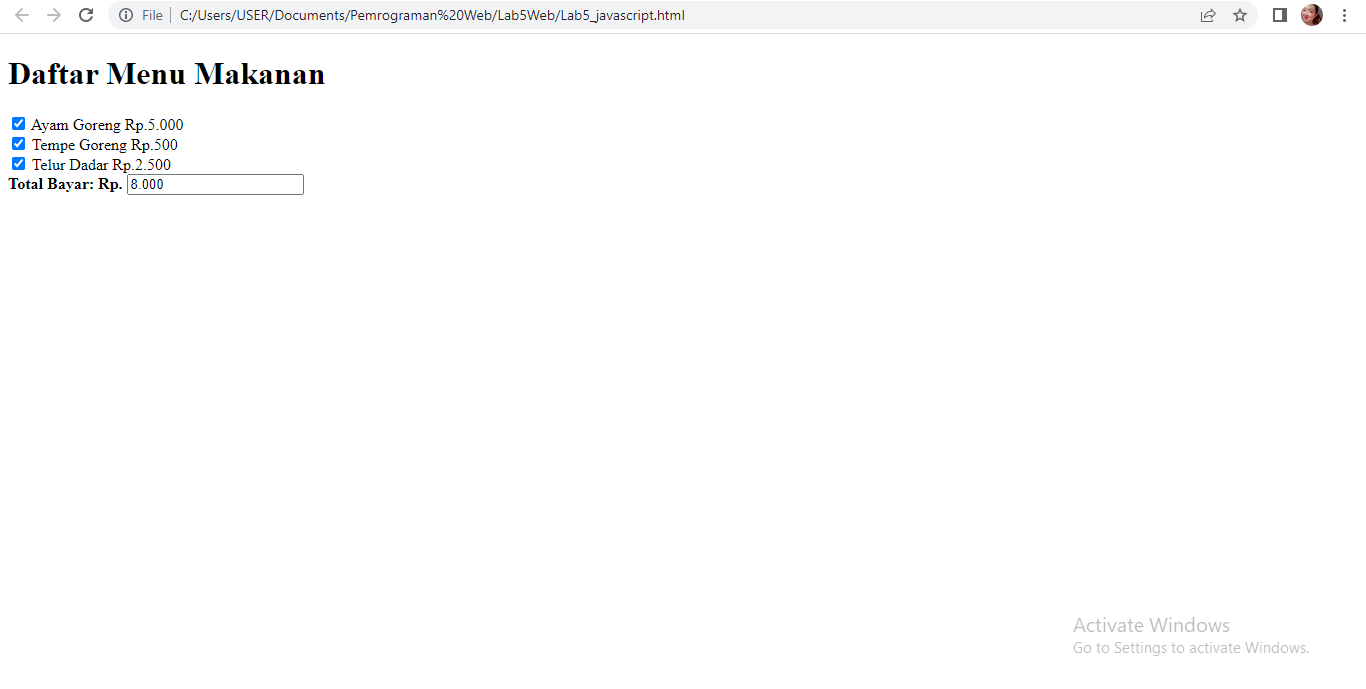 File C:/Users/USER/Documents/Pemrograman%20Web/Lab5Web/Lab5_javascript.html
Daftar Menu Makanan
Ayam Goreng Rp.5.000
Tempe Goreng Rp.500
Telur Dadar Rp.2.500
Total Bayar: Rp. 8.000
Activate Windows
Go to Settings to activate Windows.